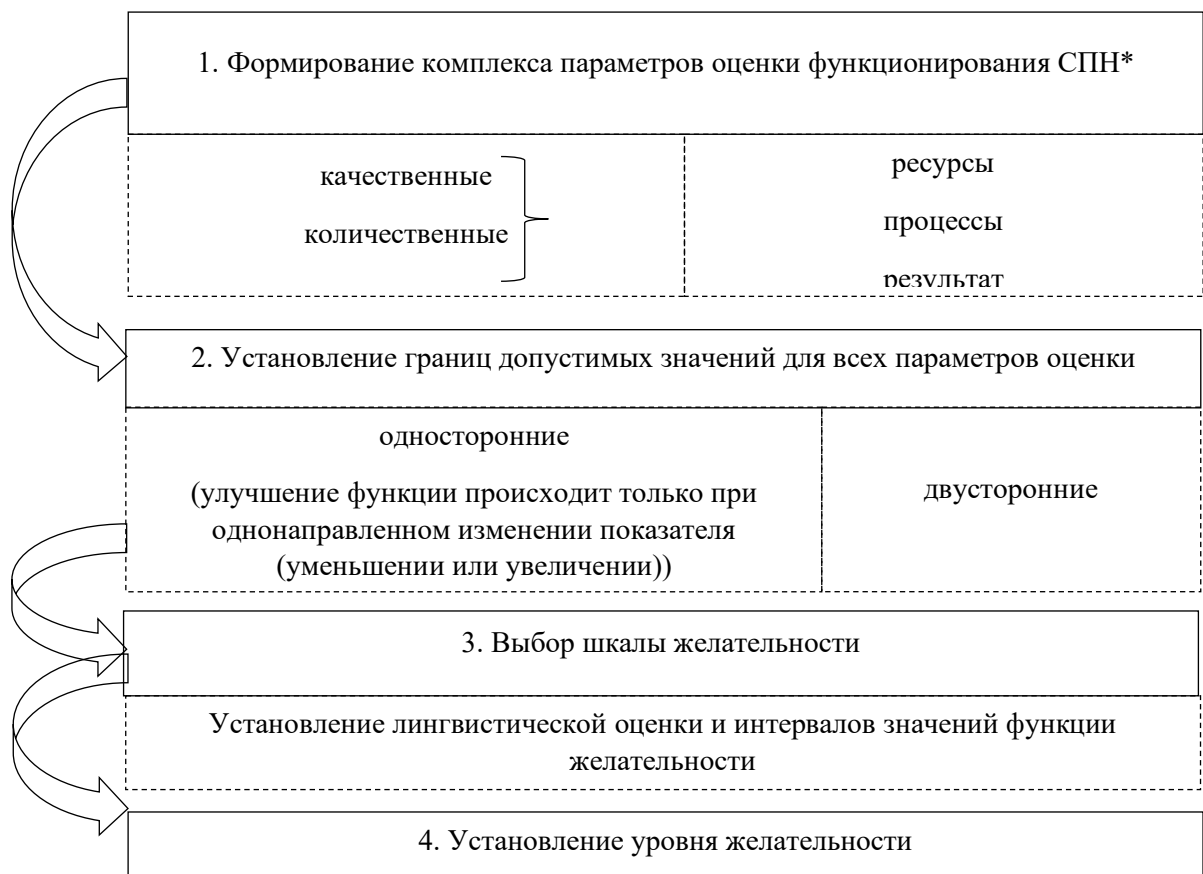 1. Формирование комплекса параметров оценки функционирования СПН*
качественные
количественные
ресурсы
процессы
результат
2. Установление границ допустимых значений для всех параметров оценки
односторонние
(улучшение функции происходит только при
однонаправленном изменении показателя
(уменьшении или увеличении))
двусторонние
3. Выбор шкалы желательности
Установление лингвистической оценки и интервалов значений функции
желательности
4. Установление уровня желательности